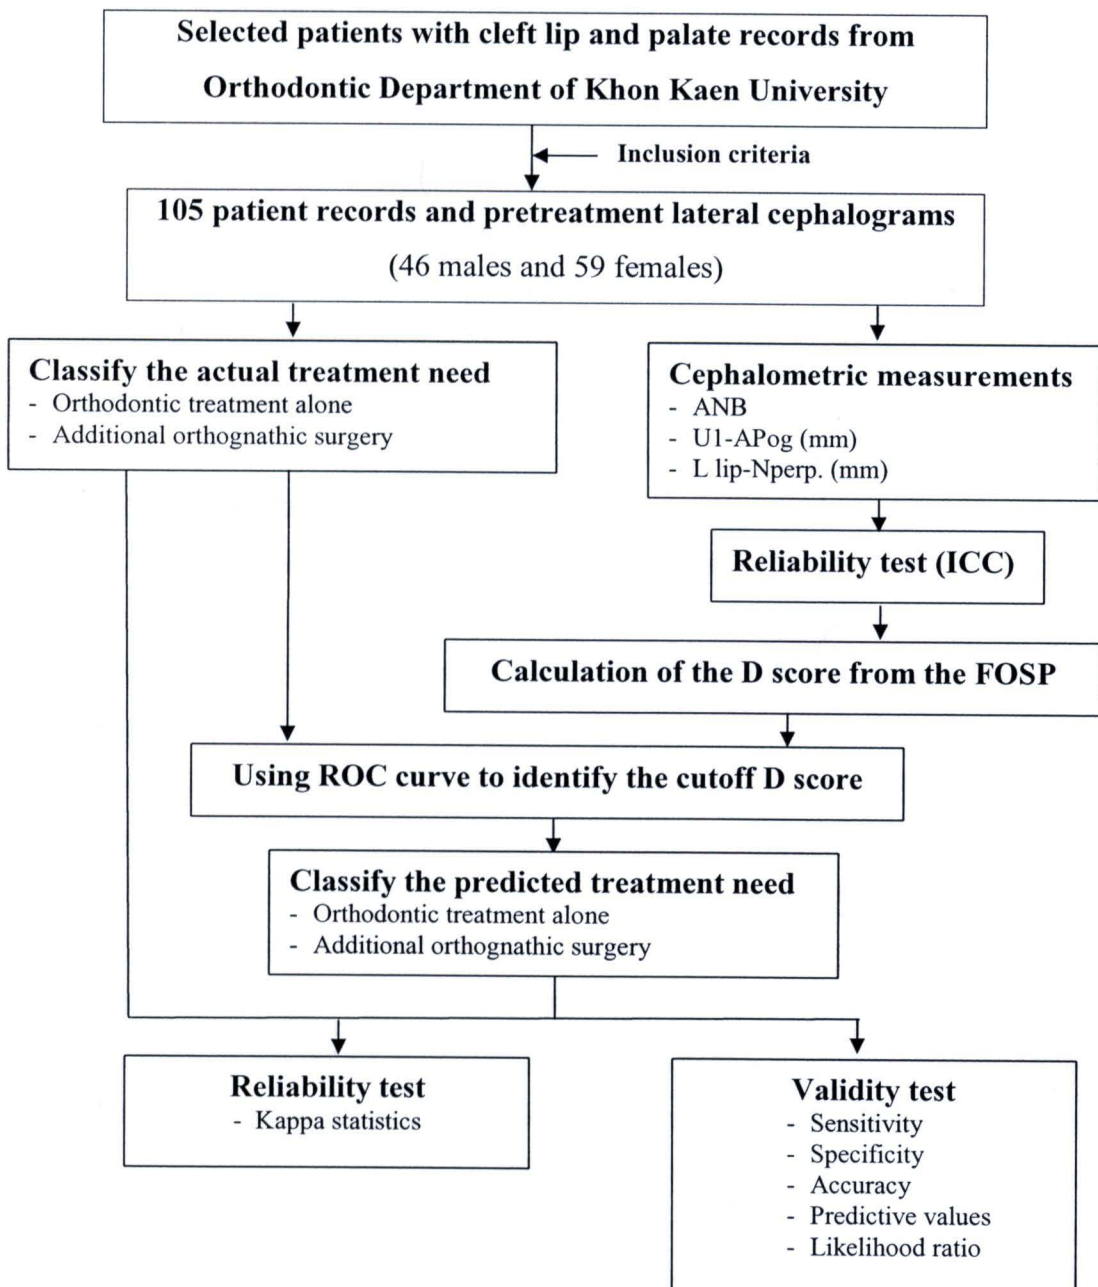 Selected patients with cleft lip and palate records from
Orthodontic Department of Khon Kaen University
Inclusion criteria
105 patient records and pretreatment lateral cephalograms
(46 males and 59 females)
Classify the actual treatment need
- Orthodontic treatment alone
- Additional orthognathic surgery
Cephalometric measurements
- ANB
- U1-APog (mm)
- L lip-Nperp. (mm)
Reliability test (ICC)
Calculation of the D score from the FOSP
Using ROC curve to identify the cutoff D score
Classify the predicted treatment need
- Orthodontic treatment alone
- Additional orthognathic surgery
Reliability test
- Kappa statistics
Validity test
- Sensitivity
- Specificity
- Accuracy
- Predictive values
- Likelihood ratio